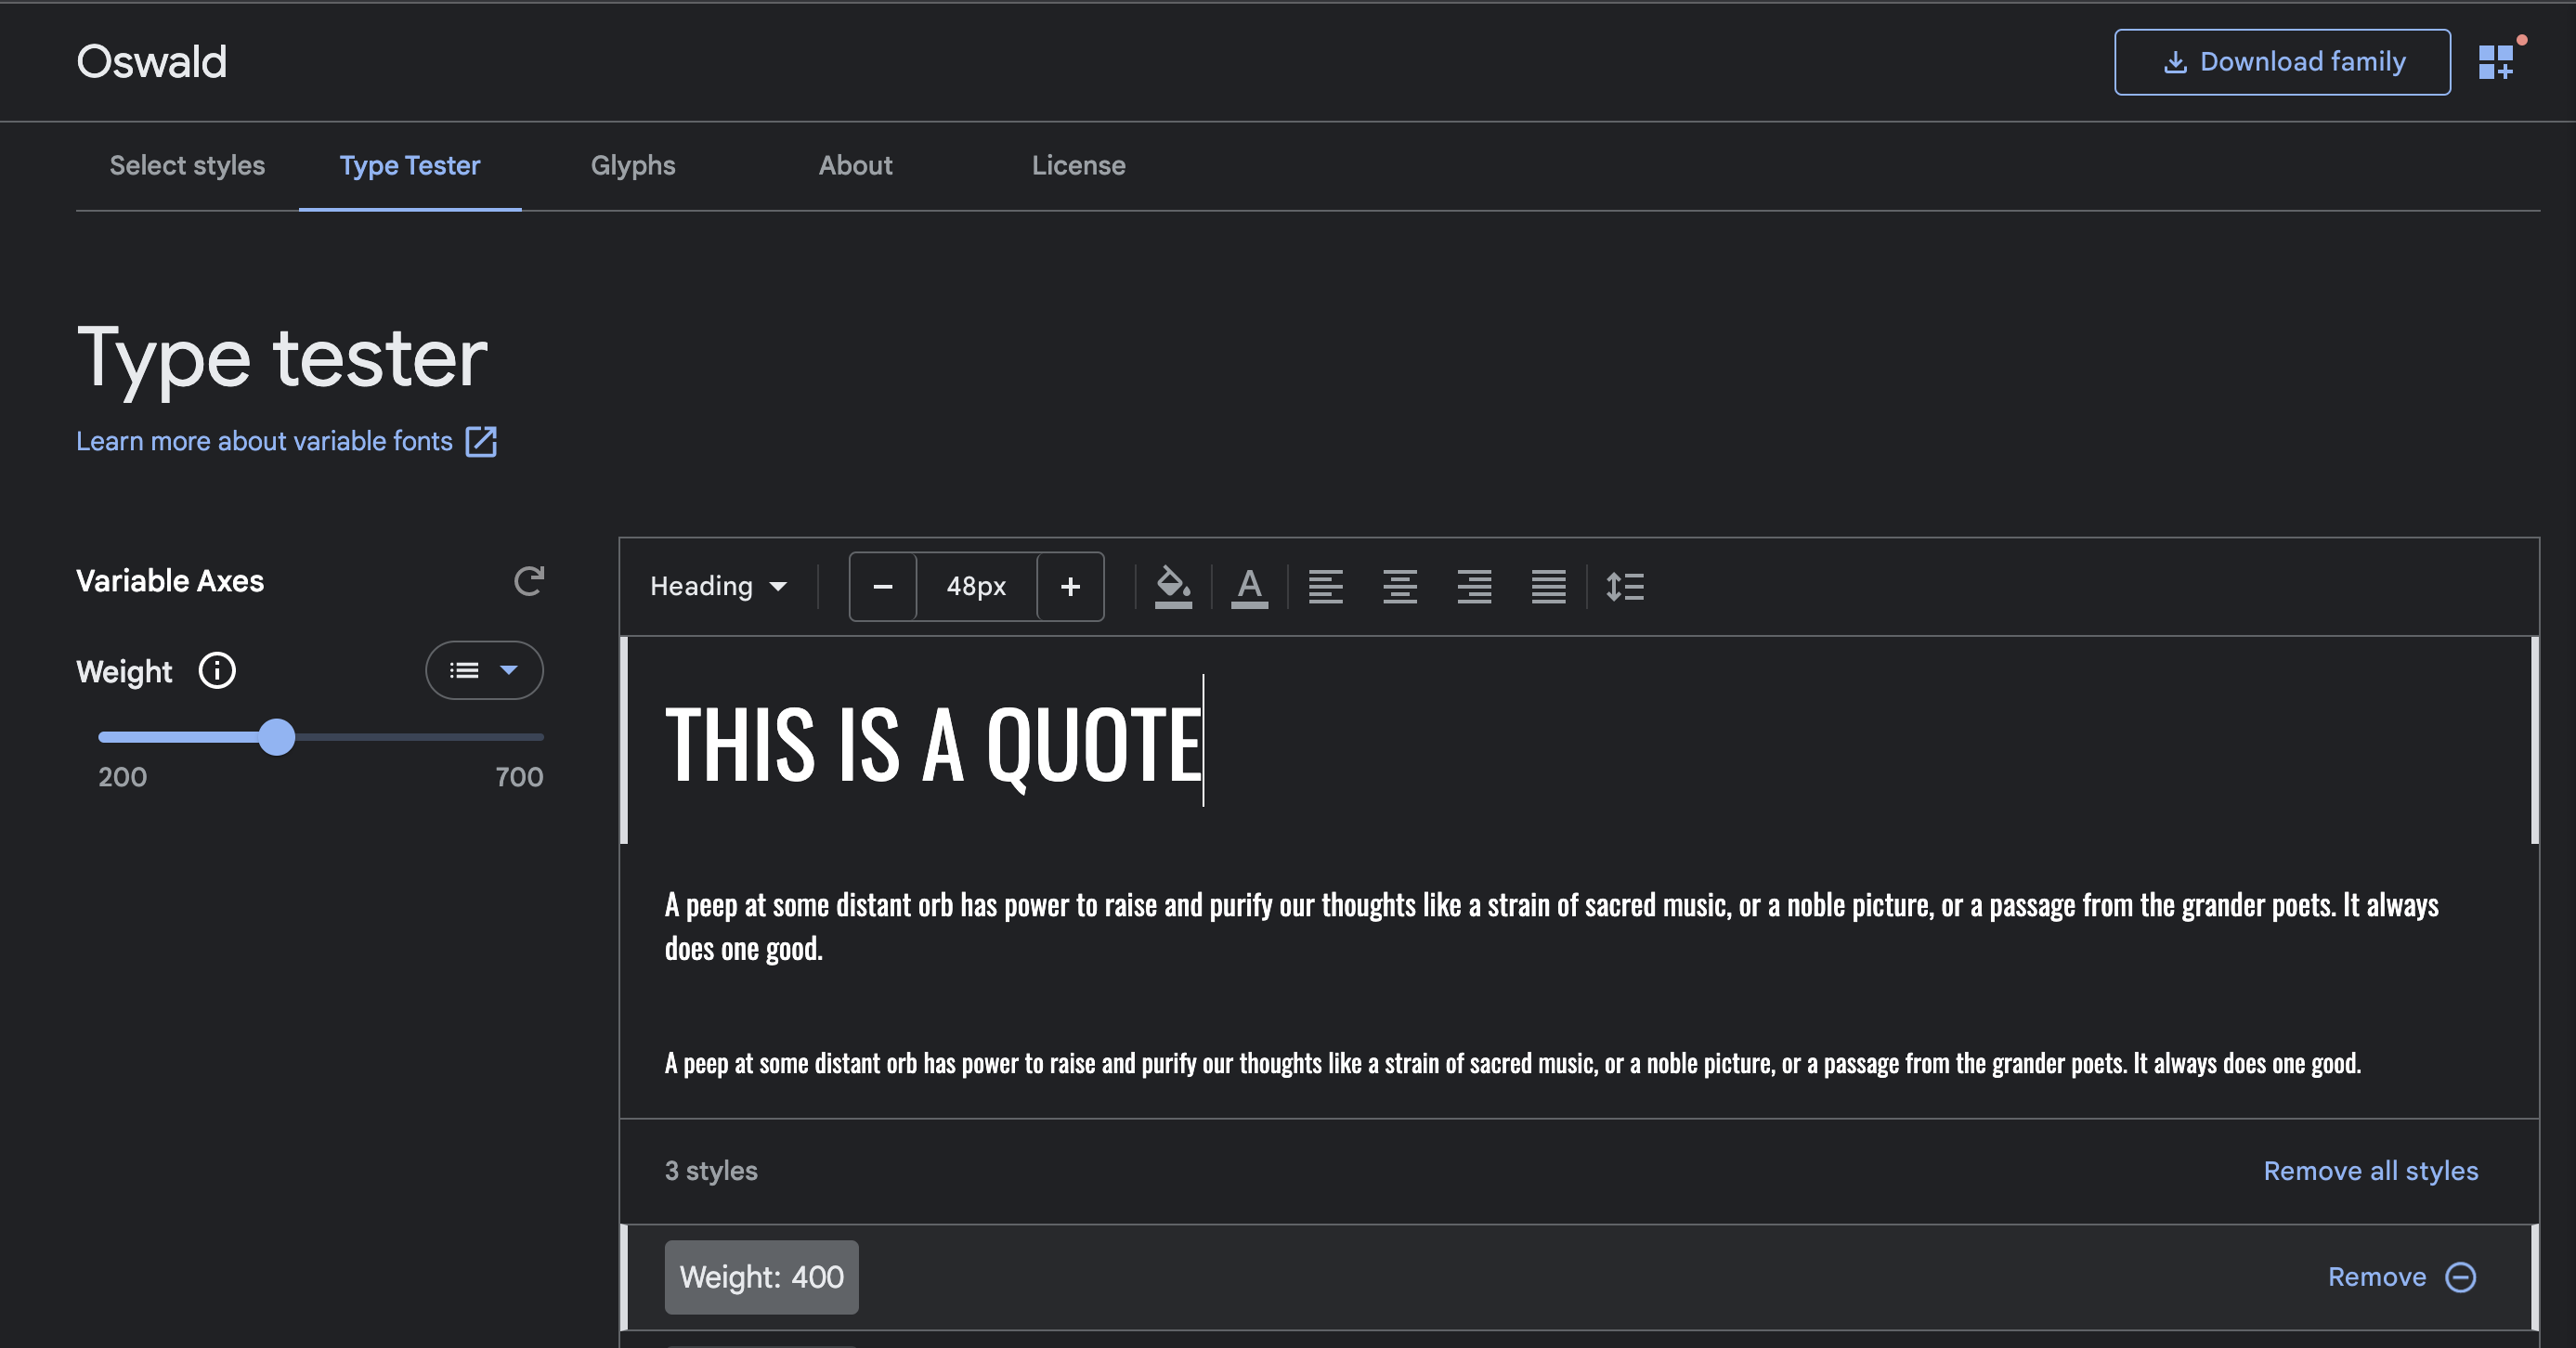 Oswald
Download family
Select styles
Type Tester
Glyphs
About
License
Type tester
Learn more about variable fonts
Variable Axes
Weight
200
700
Heading
48px
A
THIS IS A QUOTE
A peep at some distant orb has power to raise and purify our thoughts like a strain of sacred music, or a noble picture, or a passage from the grander poets. It always
does one good.
A peep at some distant orb has power to raise and purify our thoughts like a strain of sacred music, or a noble picture, or a passage from the grander poets. It always does one good.
3 styles
Remove all styles
Weight: 400
Remove